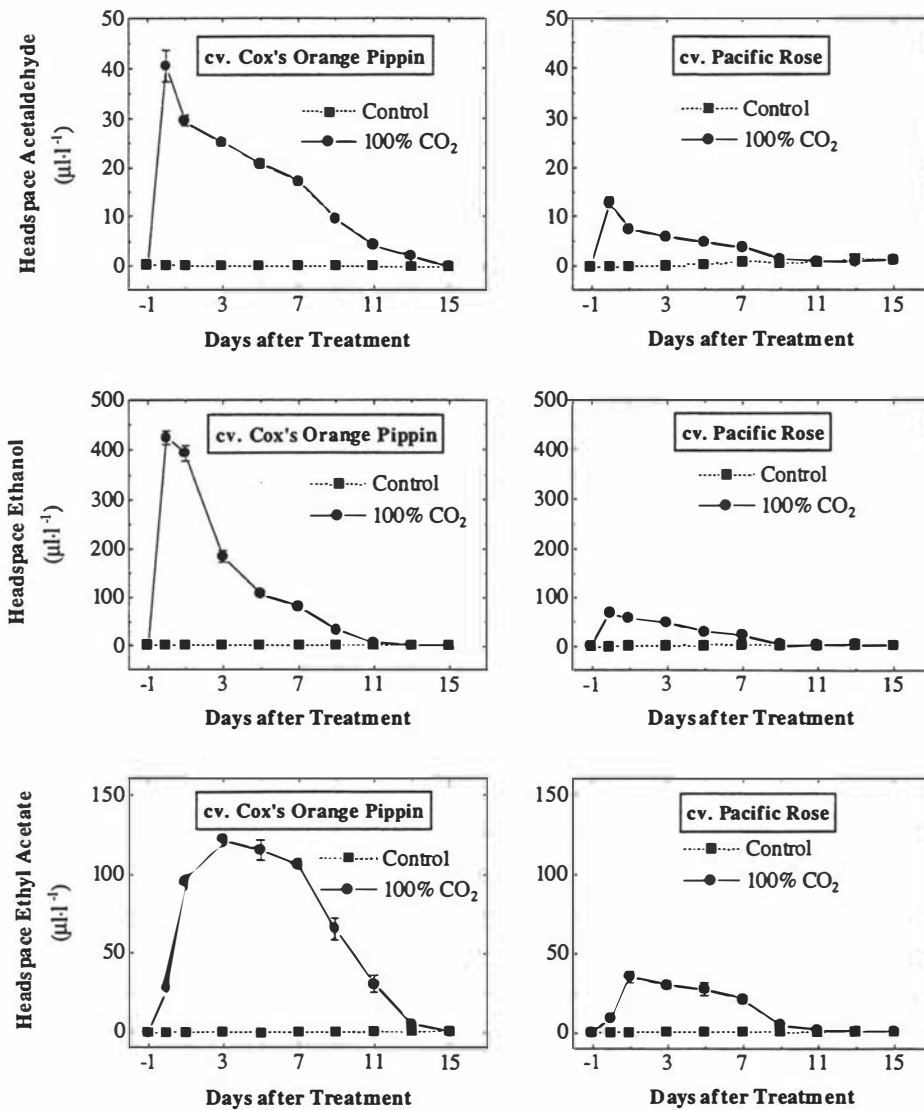 Headspace Acetaldehyde
(µl·l⁻¹)
50
40
30
20
10
0
cv. Cox's Orange Pippin
Control
100% CO₂
-1 3 7 11 15
Days after Treatment
50
40
30
20
10
0
cv. Pacific Rose
Control
100% CO₂
-1 3 7 11 15
Days after Treatment
Headspace Ethanol
(µl·l⁻¹)
500
400
300
200
100
0
cv. Cox's Orange Pippin
Control
100% CO₂
-1 3 7 11 15
Days after Treatment
500
400
300
200
100
0
cv. Pacific Rose
Control
100% CO₂
-1 3 7 11 15
Days after Treatment
Headspace Ethyl Acetate
(µl·l⁻¹)
150
100
50
0
cv. Cox's Orange Pippin
Control
100% CO₂
-1 3 7 11 15
Days after Treatment
150
100
50
0
cv. Pacific Rose
Control
100% CO₂
-1 3 7 11 15
Days after Treatment